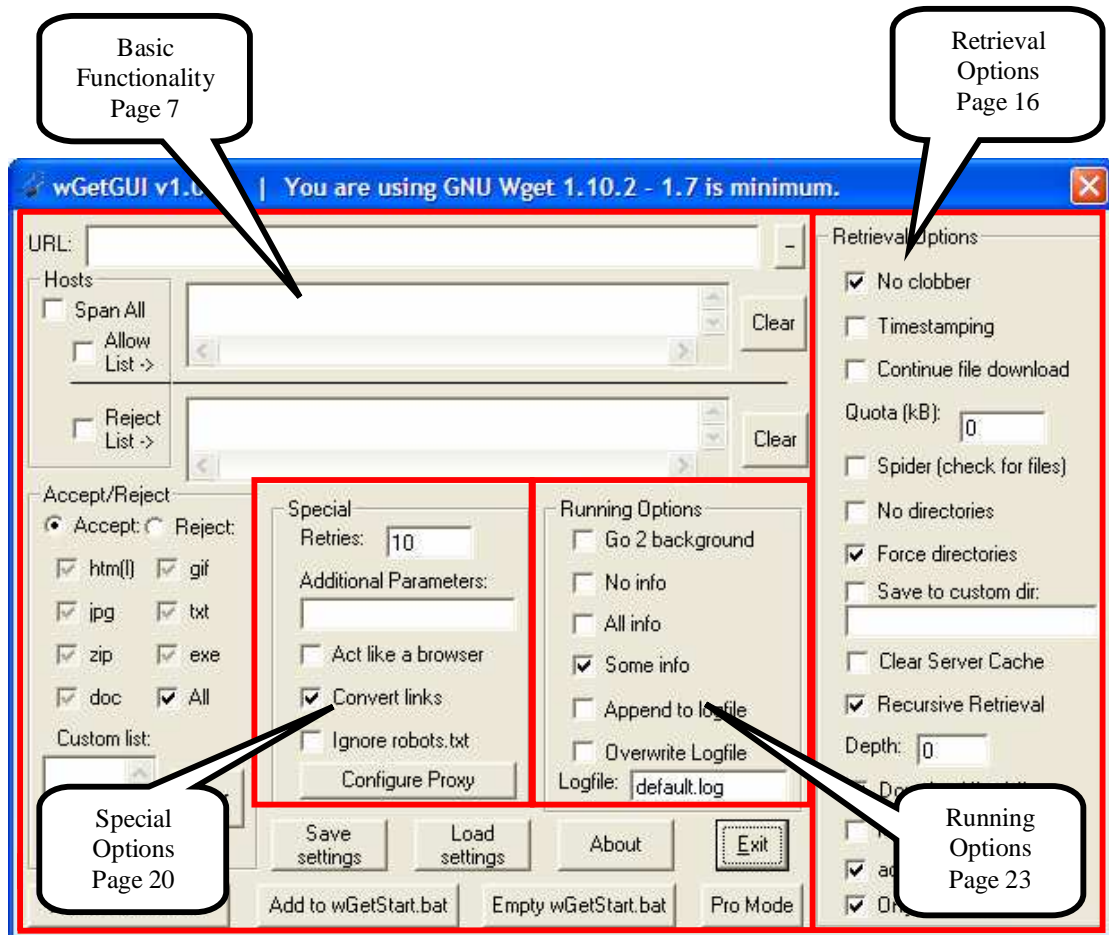 Basic
Functionality
Page 7
Retrieval
Options
Page 16
wGetGUI v1.0 | You are using GNU Wget 1.10.2 - 1.7 is minimum.
URL:
-
Hosts
Span All
Allow
List ->
Clear
Reject
List ->
Clear
Accept/Reject
Accept: Reject:
htm(l) gif
jpg txt
zip exe
doc All
Custom list:
Special
Retries: 10
Additional Parameters:
Act like a browser
Convert links
Ignore robots.txt
Configure Proxy
Running Options
Go 2 background
No info
All info
Some info
Append to logfile
Overwrite Logfile
Logfile: default.log
Retrieval Options
No clobber
Timestamping
Continue file download
Quota (kB): 0
Spider (check for files)
No directories
Force directories
Save to custom dir:
Clear Server Cache
Recursive Retrieval
Depth: 0
Special
Options
Page 20
Running
Options
Page 23
Save
settings
Load
settings
About
Exit
Add to wGetStart.bat
Empty wGetStart.bat
Pro Mode